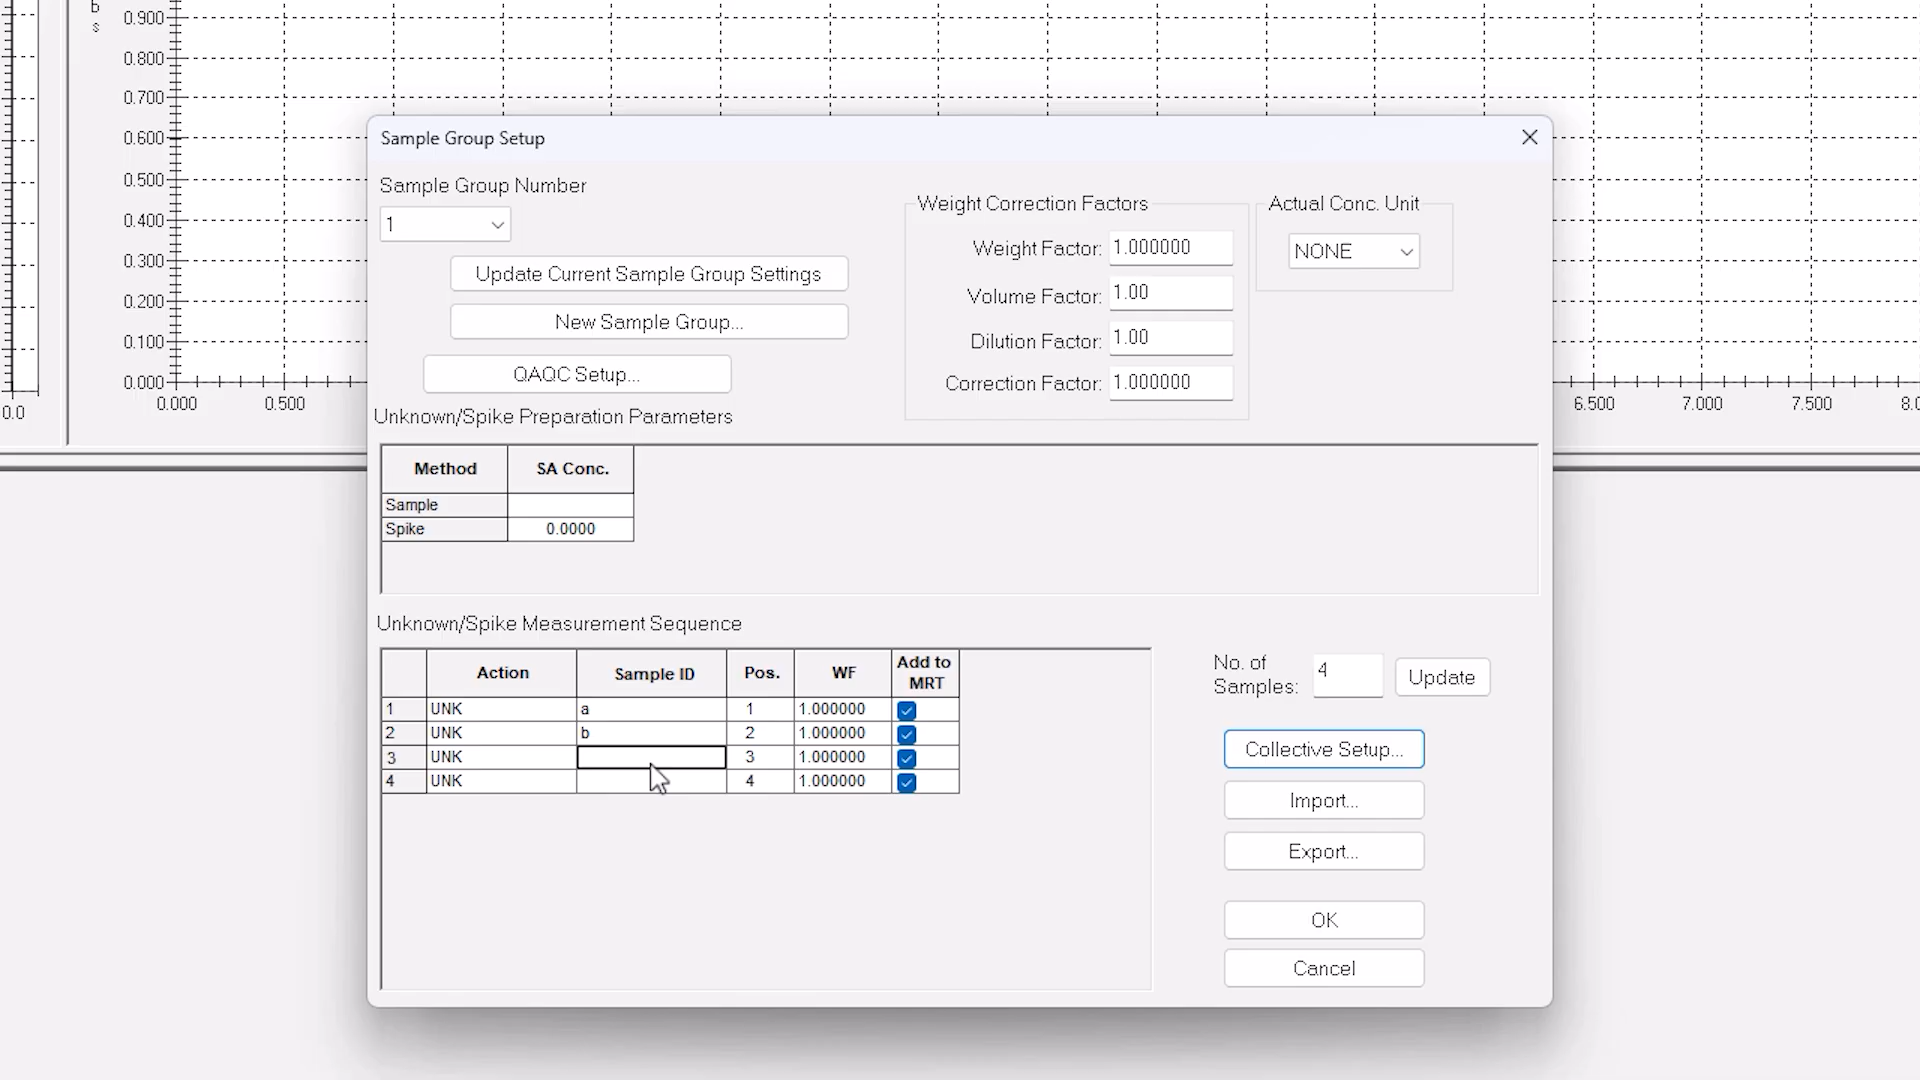 b
s
0.900
0.800
0.700
0.600
0.500
0.400
0.300
0.200
0.100
0.000
0.0
0.000 0.500 6.500 7.000 7.500 8.0
Sample Group Setup
Sample Group Number
1
Update Current Sample Group Settings
New Sample Group...
QAQC Setup...
Weight Correction Factors
Weight Factor: 1.000000
Volume Factor: 1.00
Dilution Factor: 1.00
Correction Factor: 1.000000
Actual Conc. Unit
NONE
Unknown/Spike Preparation Parameters
Method SA Conc.
Sample
Spike 0.0000
Unknown/Spike Measurement Sequence
Action Sample ID Pos. WF Add to MRT
1 UNK a 1 1.000000
2 UNK b 2 1.000000
3 UNK 3 1.000000
4 UNK 4 1.000000
No. of
Samples: 4 Update
Collective Setup...
Import...
Export...
OK
Cancel